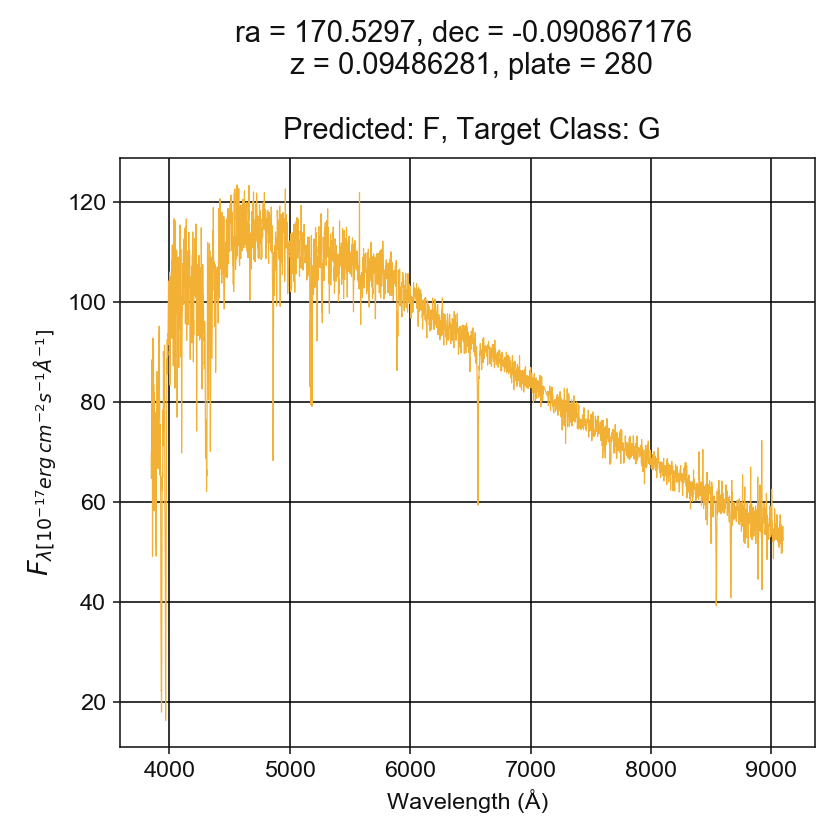 ra = 170.5297, dec = -0.090867176
z = 0.09486281, plate = 280
Predicted: F, Target Class: G
120
100
80
60
40
20
F_{λ[10^{-17}erg cm^{-2}s^{-1}Å^{-1}]}
4000 5000 6000 7000 8000 9000
Wavelength (Å)